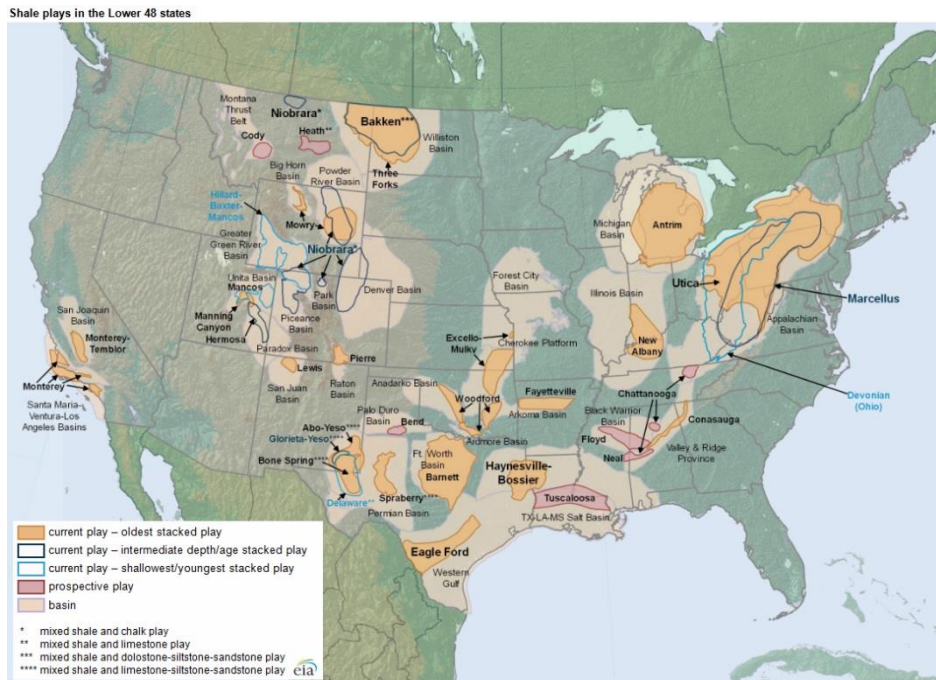 Shale plays in the Lower 48 states
Montana
Thrust
Belt
Cody
Niobrara*
Heath**
Bakken***
Williston
Basin
Three
Forks
Big Horn
Basin
Powder
River Basin
Hilliard-
Baxter-
Mancos
Mowry
Greater
Green River
Basin
Niobrara*
Uinta Basin
Mancos
Park
Basin
Denver Basin
Manning
Canyon
Hermosa
Piceance
Basin
Paradox Basin
San Joaquin
Basin
Monterey-
Temblor
Monterey
Santa Maria-
Ventura-Los
Angeles Basins
Lewis
San Juan
Basin
Pierre
Raton
Basin
Anadarko Basin
Palo Duro
Basin
Bend
Abo-Yeso****
Glorieta-Yeso****
Bone Spring****
Delaware**
Spraberry****
Permian Basin
Ft. Worth
Basin
Barnett
Eagle Ford
Western
Gulf
Forest City
Basin
Excello-
Mulky
Cherokee Platform
Woodford
Ardmore Basin
Fayetteville
Arkoma Basin
Haynesville-
Bossier
Tuscaloosa
TX-LA-MS Salt Basin
Michigan
Basin
Antrim
Illinois Basin
New
Albany
Utica
Marcellus
Appalachian
Basin
Devonian
(Ohio)
Chattanooga
Black Warrior
Basin
Floyd
Neal
Conasauga
Valley & Ridge
Province
current play – oldest stacked play
current play – intermediate depth/age stacked play
current play – shallowest/youngest stacked play
prospective play
basin
* mixed shale and chalk play
** mixed shale and limestone play
*** mixed shale and dolostone-siltstone-sandstone play
**** mixed shale and limestone-siltstone-sandstone play
eia